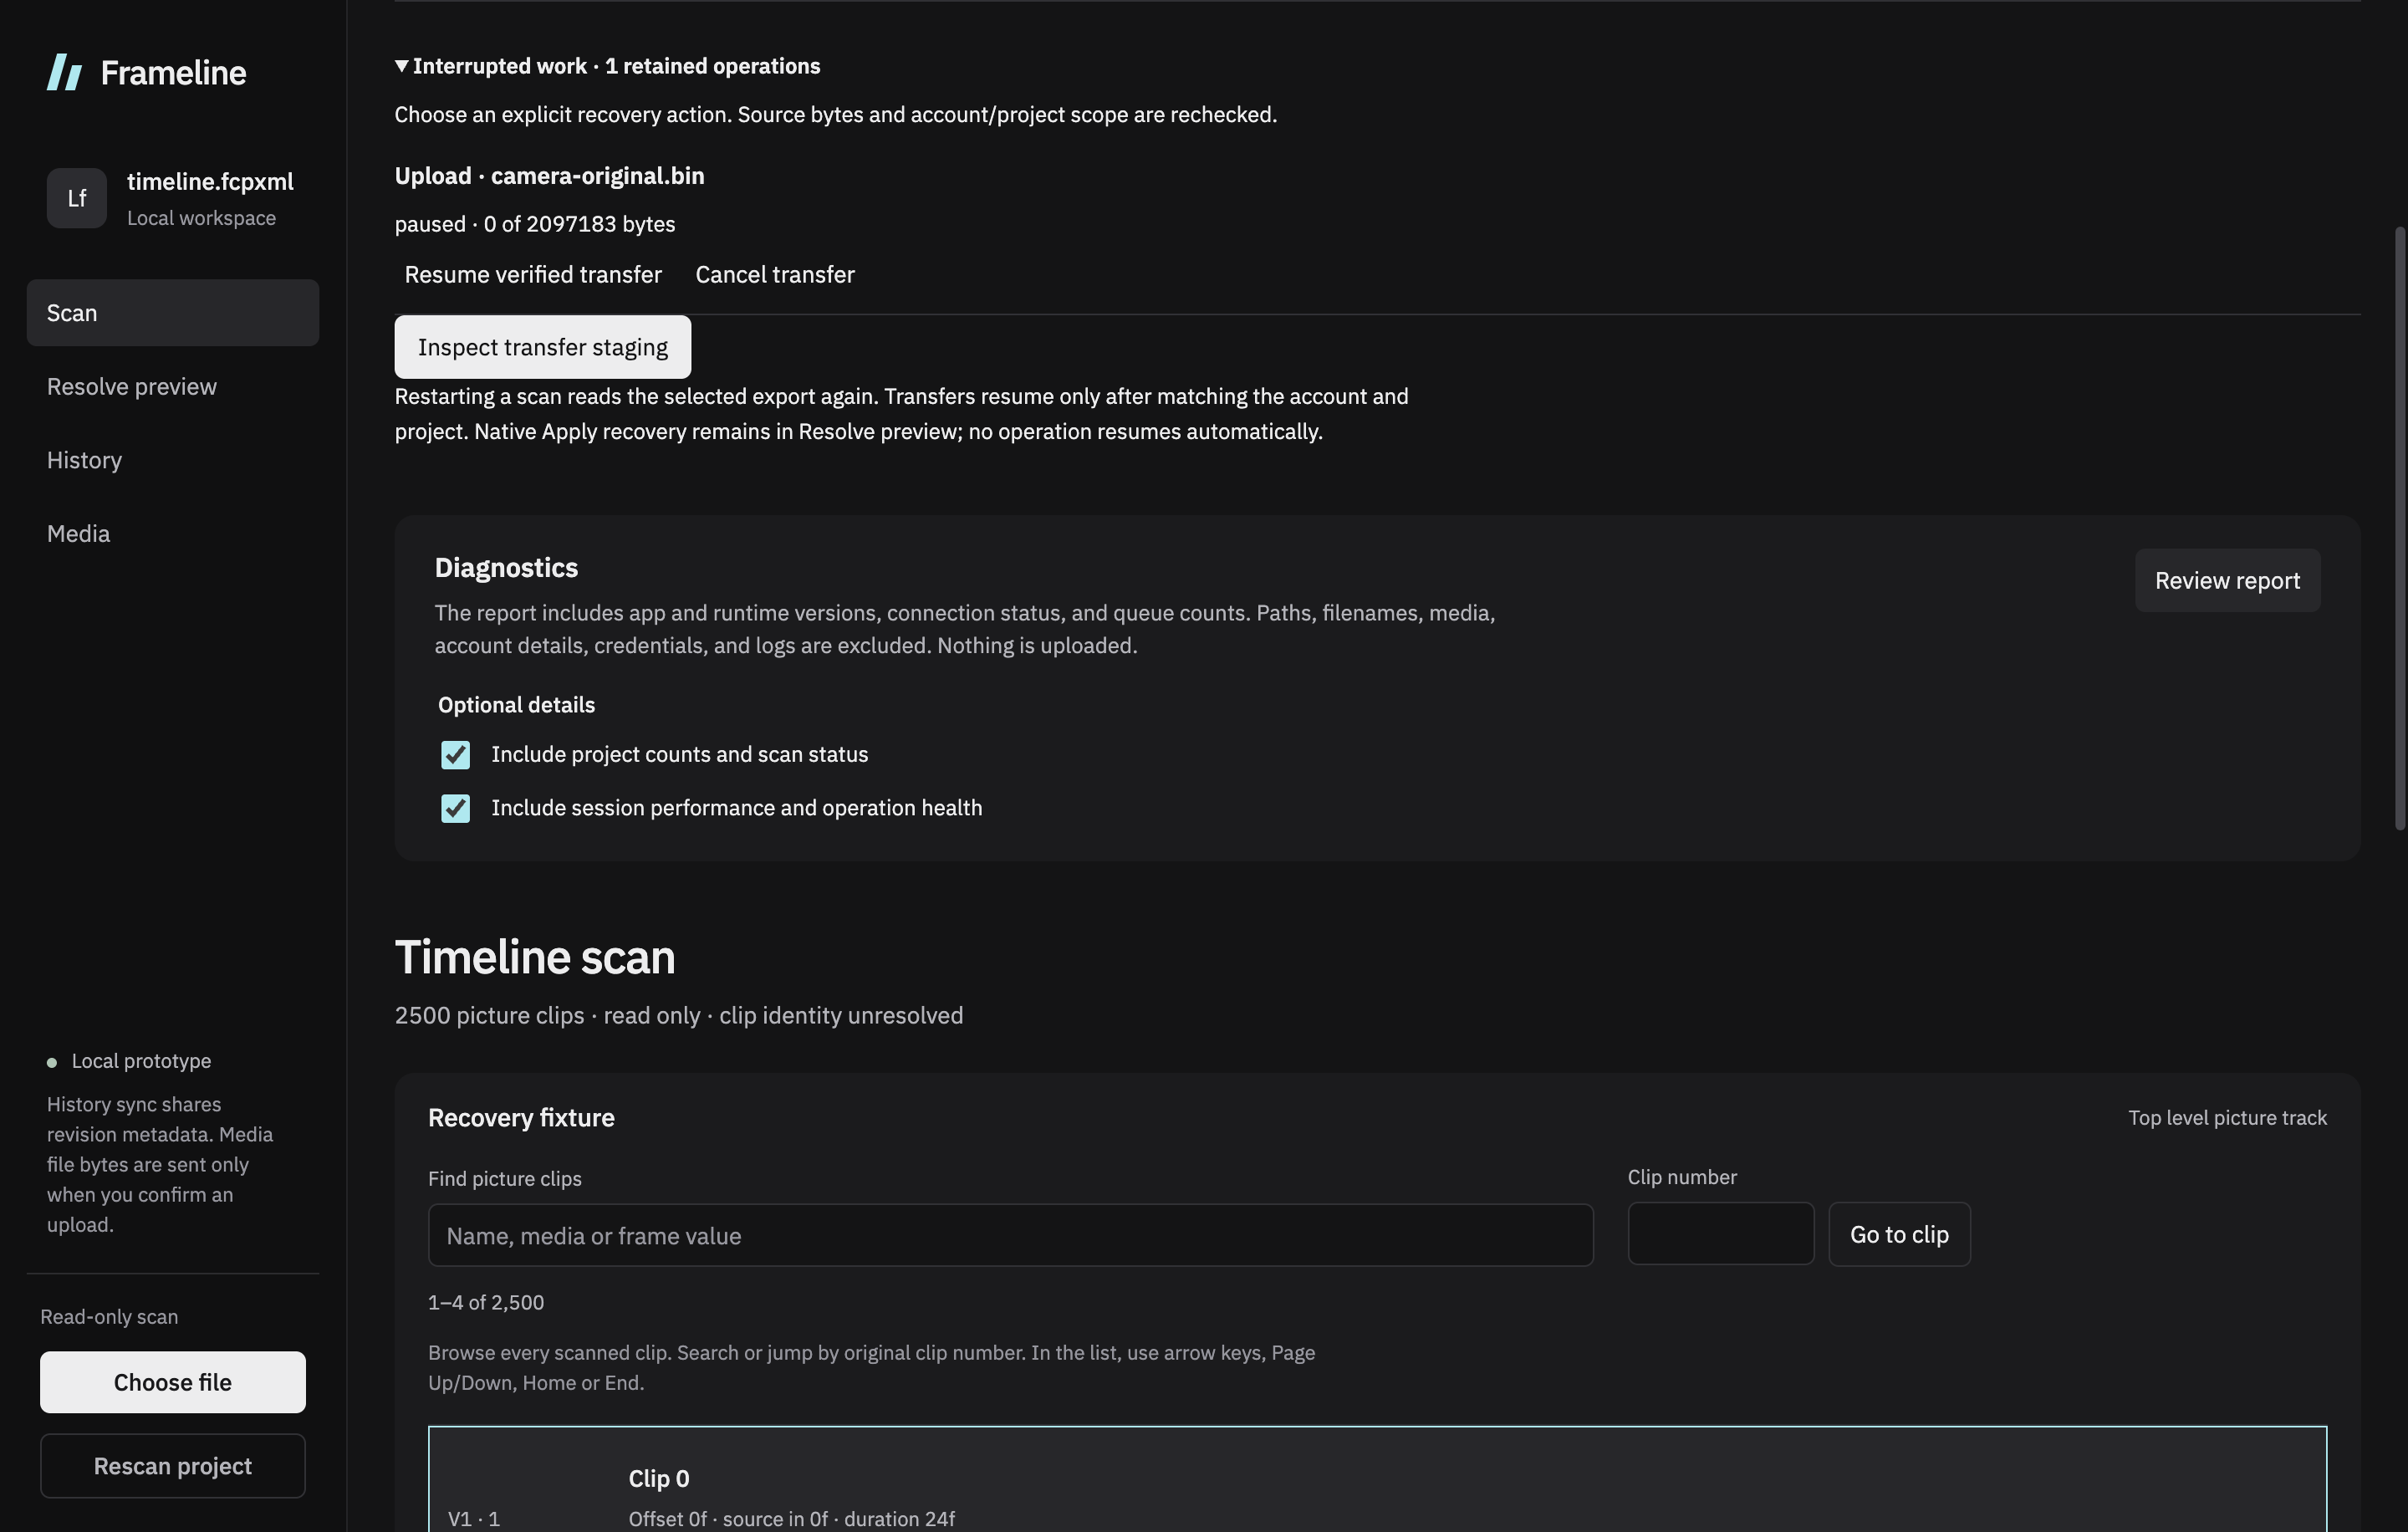 Frameline
Lf
timeline.fcpxml
Local workspace
Scan
Resolve preview
History
Media
Local prototype
History sync shares
revision metadata. Media
file bytes are sent only
when you confirm an
upload.
Read-only scan
Choose file
Rescan project
Interrupted work · 1 retained operations
Choose an explicit recovery action. Source bytes and account/project scope are rechecked.
Upload · camera-original.bin
paused · 0 of 2097183 bytes
Resume verified transfer Cancel transfer
Inspect transfer staging
Restarting a scan reads the selected export again. Transfers resume only after matching the account and
project. Native Apply recovery remains in Resolve preview; no operation resumes automatically.
Diagnostics
Review report
The report includes app and runtime versions, connection status, and queue counts. Paths, filenames, media,
account details, credentials, and logs are excluded. Nothing is uploaded.
Optional details
Include project counts and scan status
Include session performance and operation health
Timeline scan
2500 picture clips · read only · clip identity unresolved
Recovery fixture
Top level picture track
Find picture clips
Name, media or frame value
Clip number
Go to clip
1–4 of 2,500
Browse every scanned clip. Search or jump by original clip number. In the list, use arrow keys, Page
Up/Down, Home or End.
Clip 0
V1 · 1
Offset 0f · source in 0f · duration 24f